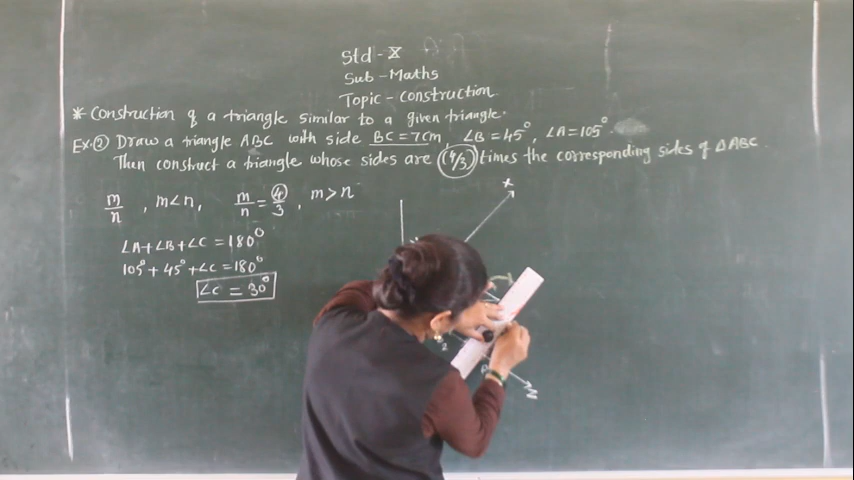 Std - X
Sub - Maths
Topic - construction
* Construction of a triangle similar to a given triangle.
Ex.② Draw a triangle ABC with side BC = 7cm, ∠B = 45°, ∠A = 105°.
Then construct a triangle whose sides are (4/3) times the corresponding sides of ΔABC.
m/n , m<n, m/n = 4/3 , m > n
∠A+∠B+∠C = 180°
105° + 45° + ∠C = 180°
∠C = 30°
X
2